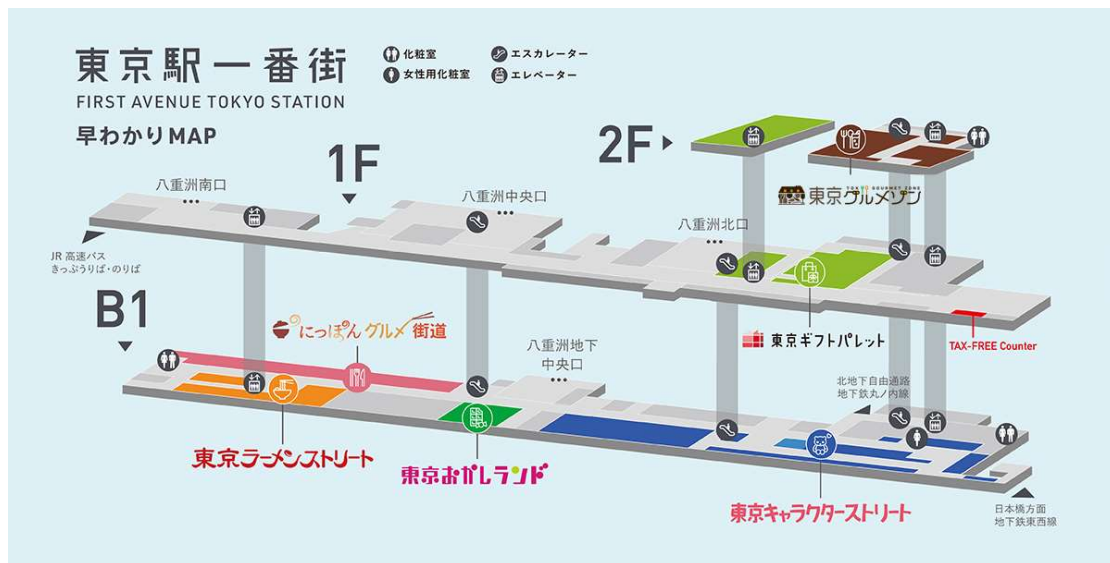 東京駅一番街
FIRST AVENUE TOKYO STATION
早わかりMAP
化粧室
エスカレーター
女性用化粧室
エレベーター
1F
2F
八重洲南口
八重洲中央口
TOKYO GOURMET ZONE
東京グルメゾン
八重洲北口
JR 高速バス
きっぷうりば・のりば
B1
にっぽんグルメ街道
東京ギフトパレット
TAX-FREE Counter
八重洲地下
中央口
北地下自由通路
地下鉄丸ノ内線
東京ラーメンストリート
東京おかしランド
東京キャラクターストリート
日本橋方面
地下鉄東西線